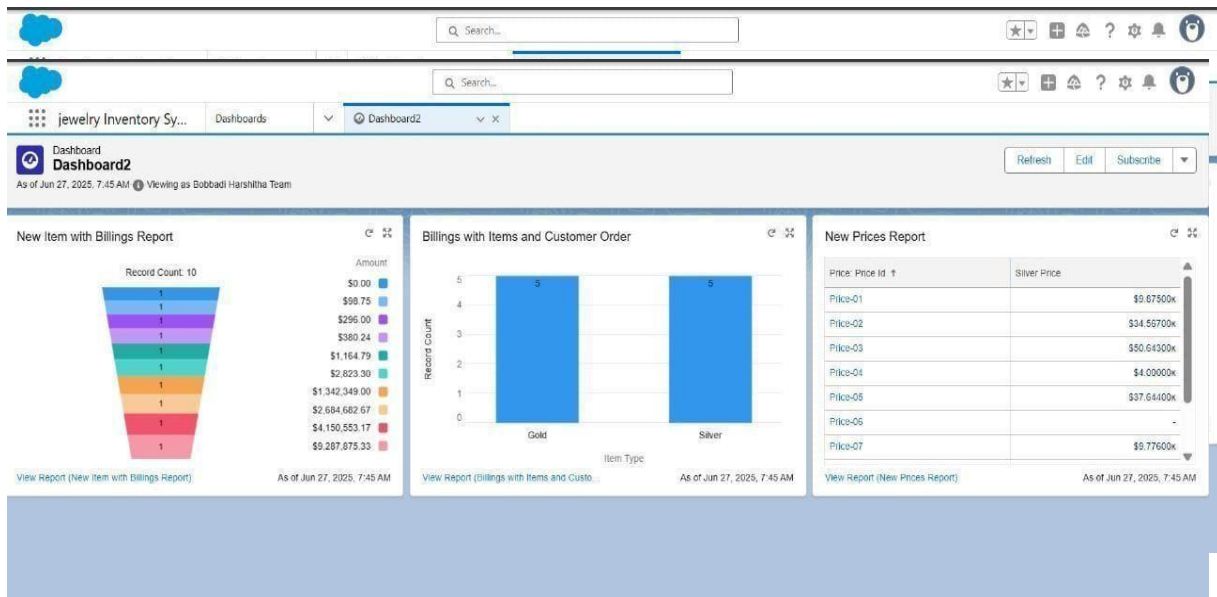 Search...
Search...
jewelry Inventory Sy... Dashboards Dashboard2
Dashboard
Dashboard2
As of Jun 27, 2025, 7:45 AM Viewing as Bobbadi Harshitha Team
Refresh Edit Subscribe
New Item with Billings Report
Record Count: 10
Amount
1
1
1
1
1
1
1
1
1
1
$0.00
$98.75
$296.00
$380.24
$1,164.79
$2,823.30
$1,342,349.00
$2,684,682.67
$4,150,553.17
$9,287,875.33
View Report (New Item with Billings Report)
As of Jun 27, 2025, 7:45 AM
Billings with Items and Customer Order
Record Count
5
4
3
2
1
0
5
5
Gold Silver
Item Type
View Report (Billings with Items and Custo...
As of Jun 27, 2025, 7:45 AM
New Prices Report
Price: Price Id ↑ Silver Price
Price-01 $9.87500K
Price-02 $34.56700K
Price-03 $50.64300K
Price-04 $4.00000K
Price-05 $37.64400K
Price-06 -
Price-07 $9.77600K
View Report (New Prices Report)
As of Jun 27, 2025, 7:45 AM